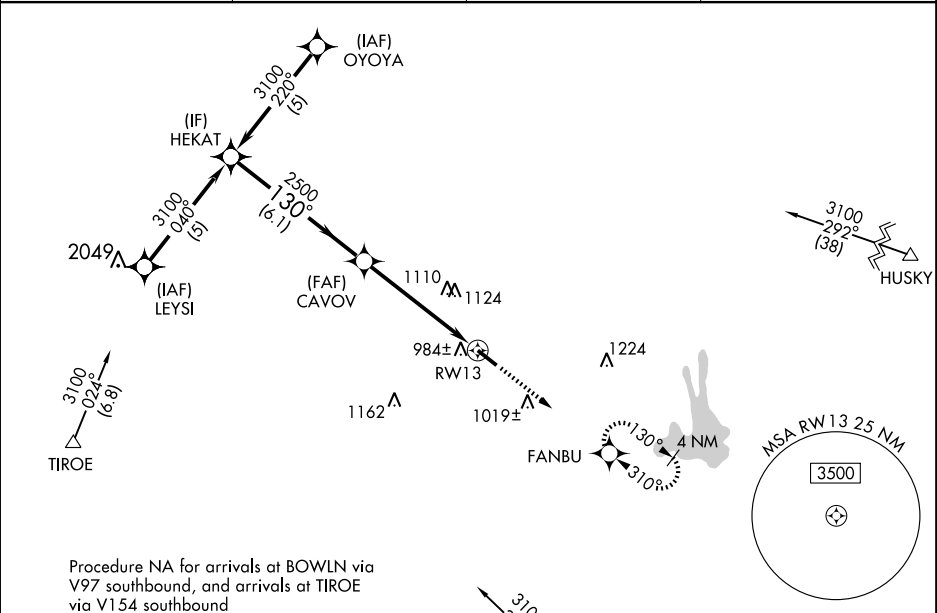 (IAF)
OYOYA
3100
220°
(5)
(IF)
HEKAT
3100
040°
(5)
2500
130°
(6.1)
2049
(IAF)
LEYSI
(FAF)
CAVOV
1110
1124
3100
292°
(38)
HUSKY
984±
RW13
1224
3100
024°
(6.8)
TIROE
1162
1019±
FANBU
130°
4 NM
310°
MSA RW13 25 NM
3500
Procedure NA for arrivals at BOWLN via
V97 southbound, and arrivals at TIROE
via V154 southbound